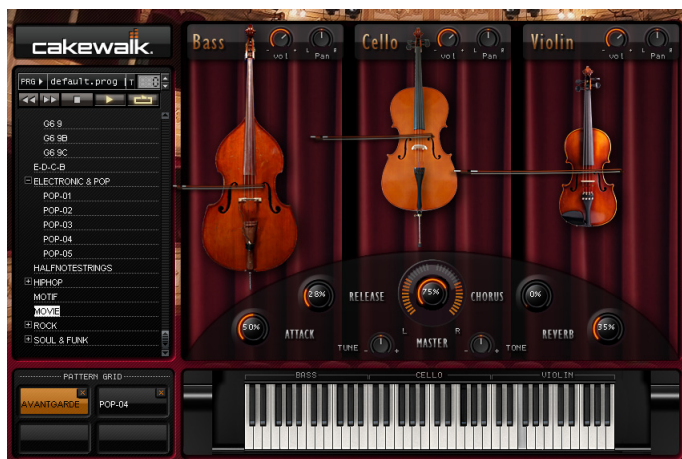 cakewalk.
PRG default.prog T
G6 9
G6 9B
G6 9C
E-D-C-B
ELECTRONIC & POP
POP-01
POP-02
POP-03
POP-04
POP-05
HALFNOTESTRINGS
HIPHOP
MOTIF
MOVIE
ROCK
SOUL & FUNK
PATTERN GRID
AVANTGARDE POP-04
Bass - vol + L Pan R
Cello - vol + L Pan R
Violin - vol + L Pan R
28% RELEASE 75% CHORUS 0%
50% ATTACK L R REVERB 35%
TUNE - + MASTER - + TONE
BASS CELLO VIOLIN